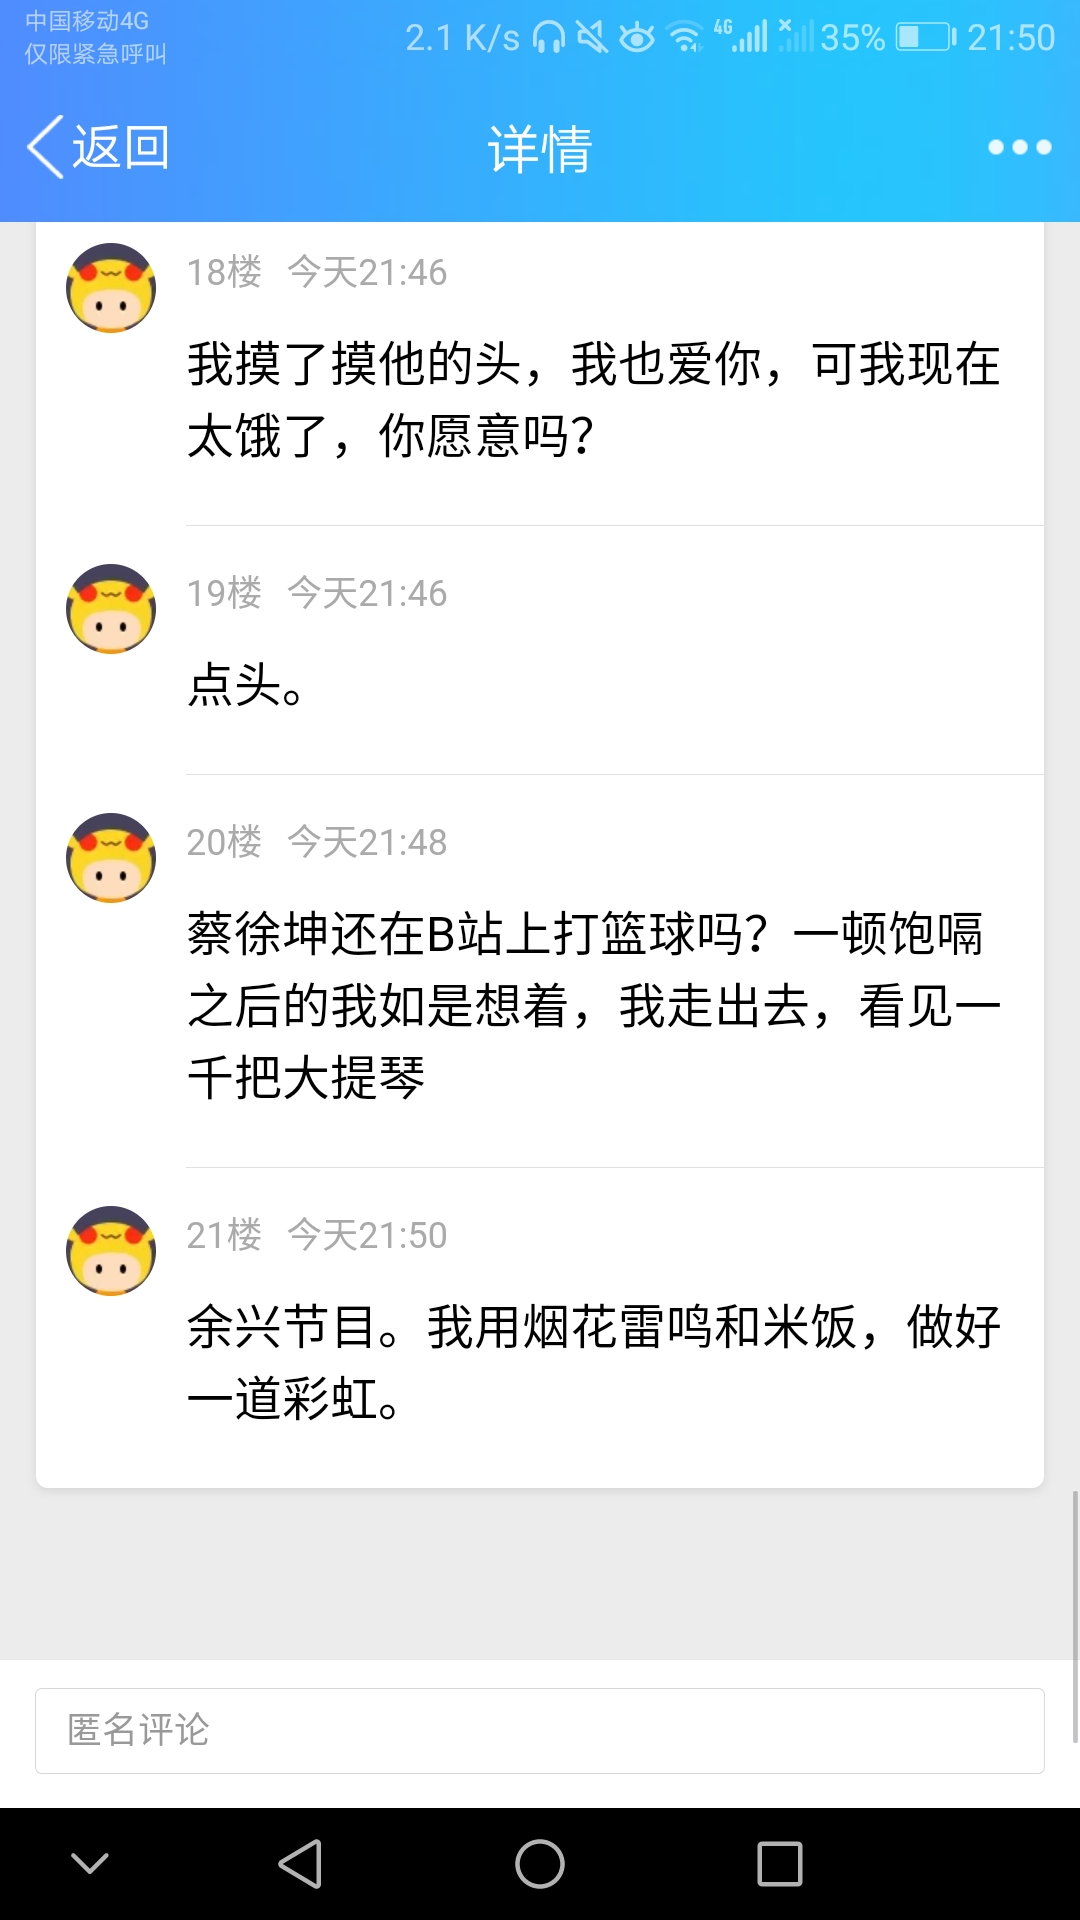 中国移动4G
仅限紧急呼叫
2.1 K/s 4G 35% 21:50
返回 详情
18楼 今天21:46
我摸了摸他的头，我也爱你，可我现在
太饿了，你愿意吗？
19楼 今天21:46
点头。
20楼 今天21:48
蔡徐坤还在B站上打篮球吗？一顿饱嗝
之后的我如是想着，我走出去，看见一
千把大提琴
21楼 今天21:50
余兴节目。我用烟花雷鸣和米饭，做好
一道彩虹。
匿名评论